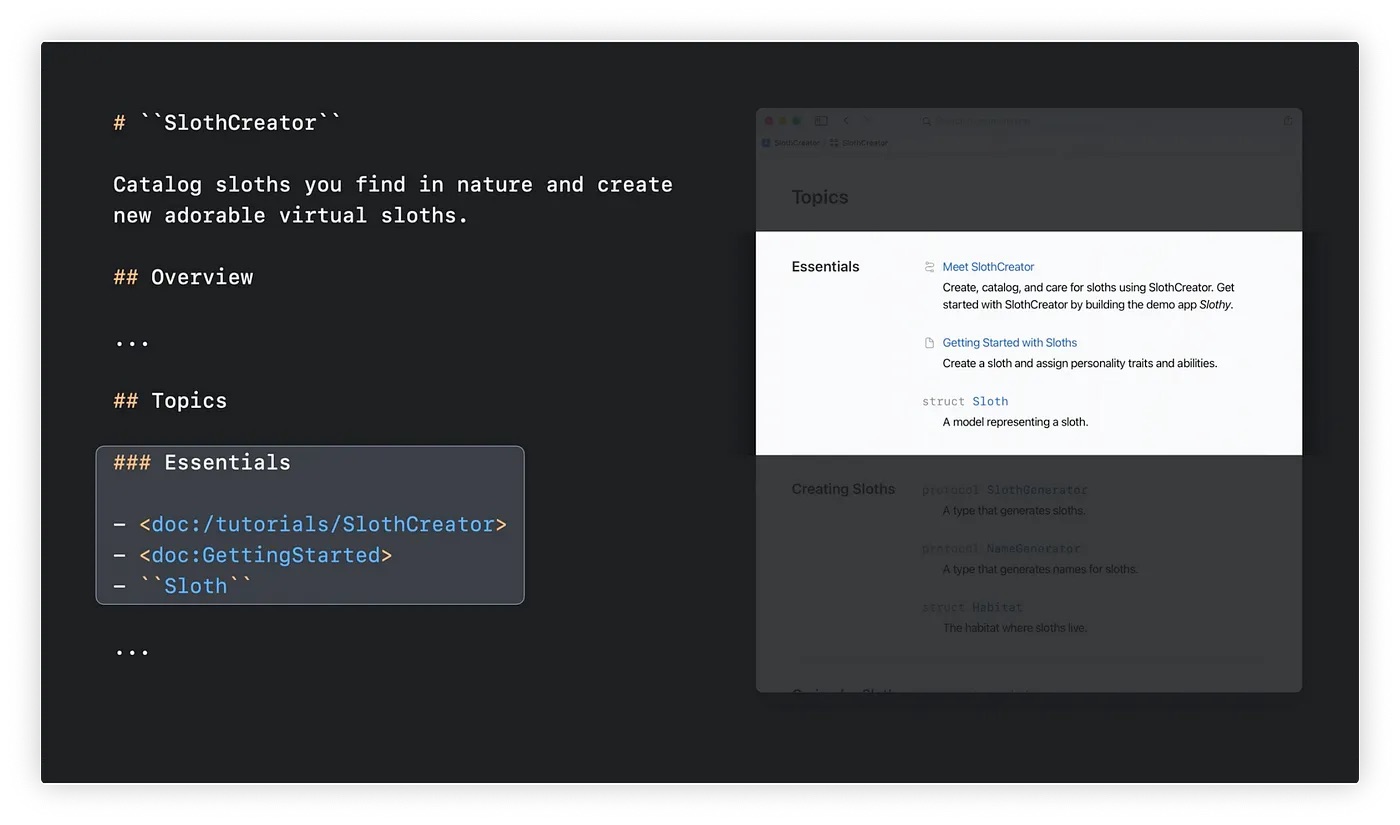 # ``SlothCreator``
Catalog sloths you find in nature and create
new adorable virtual sloths.
## Overview
...
## Topics
### Essentials
- <doc:/tutorials/SlothCreator>
- <doc:GettingStarted>
- ``Sloth``
...
SlothCreator / SlothCreator
Topics
Essentials
Meet SlothCreator
Create, catalog, and care for sloths using SlothCreator. Get
started with SlothCreator by building the demo app Slothy.
Getting Started with Sloths
Create a sloth and assign personality traits and abilities.
struct Sloth
A model representing a sloth.
Creating Sloths
protocol SlothGenerator
A type that generates sloths.
protocol NameGenerator
A type that generates names for sloths.
struct Habitat
The habitat where sloths live.